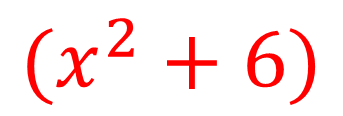 (x² + 6)